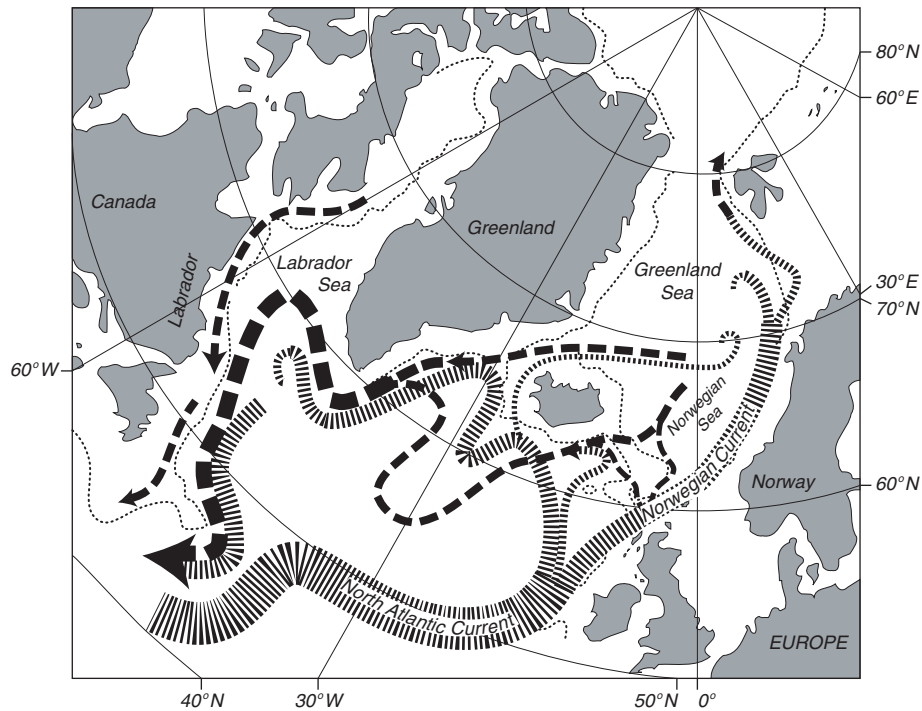 80°N
60°E
Canada
Greenland
Labrador
Sea
Greenland
Sea
Labrador
30°E
70°N
60°W
Norwegian
Sea
Norwegian Current
Norway
60°N
North Atlantic Current
EUROPE
40°N
30°W
50°N
0°